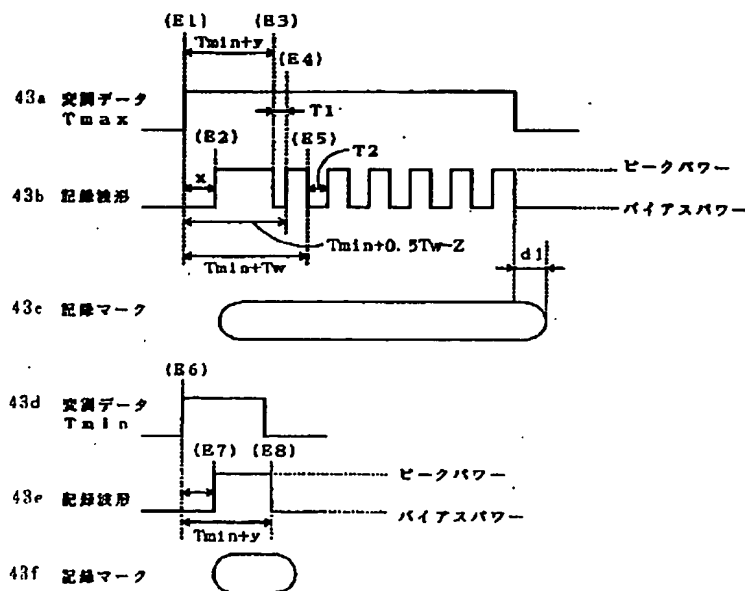 (E1) (E3)
Tmin+y
(E4)
43a 変調データ
Tmax
T1
(E2) (E5) T2
x
ピークパワー
43b 記録波形
バイアスパワー
Tmin+0.5Tw-Z
Tmin+Tw
d1
43c 記録マーク
(E6)
43d 変調データ
Tmin
(E7) (E8)
ピークパワー
43e 記録波形
バイアスパワー
Tmin+y
43f 記録マーク